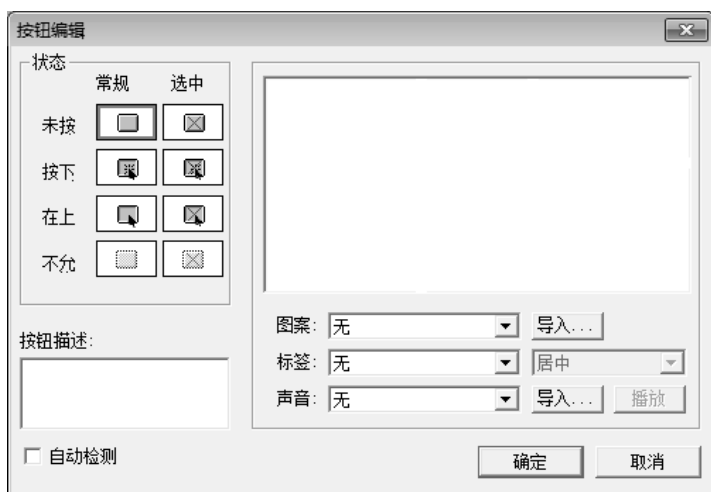 按钮编辑
状态
常规 选中
未按
按下
在上
不允
按钮描述:
自动检测
图案: 无 导入...
标签: 无 居中
声音: 无 导入... 播放
确定 取消